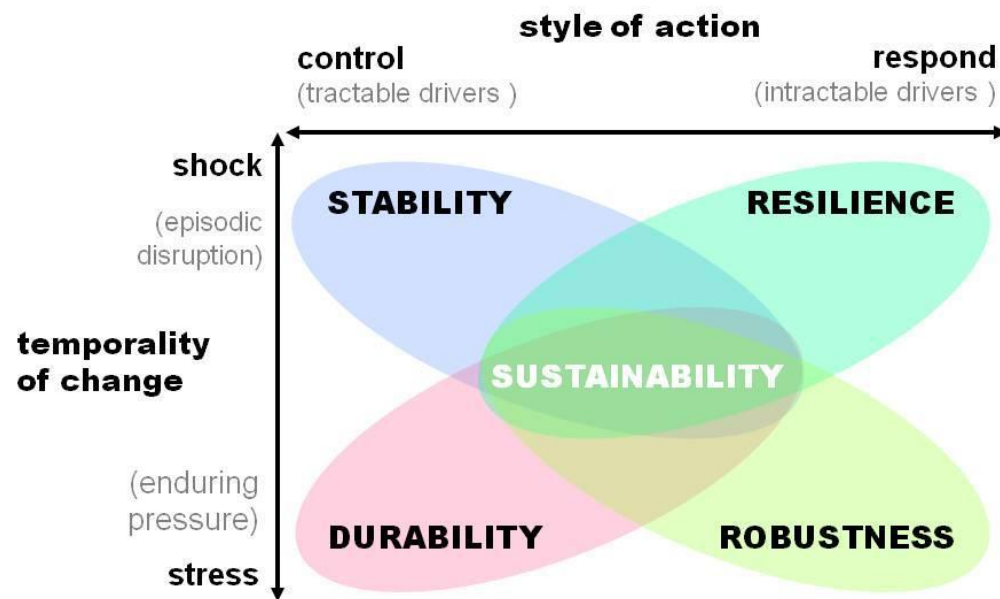 style of action
control
respond
(tractable drivers )
(intractable drivers )
shock
STABILITY
RESILIENCE
(episodic
disruption)
temporality
of change
SUSTAINABILITY
(enduring
pressure)
DURABILITY
ROBUSTNESS
stress